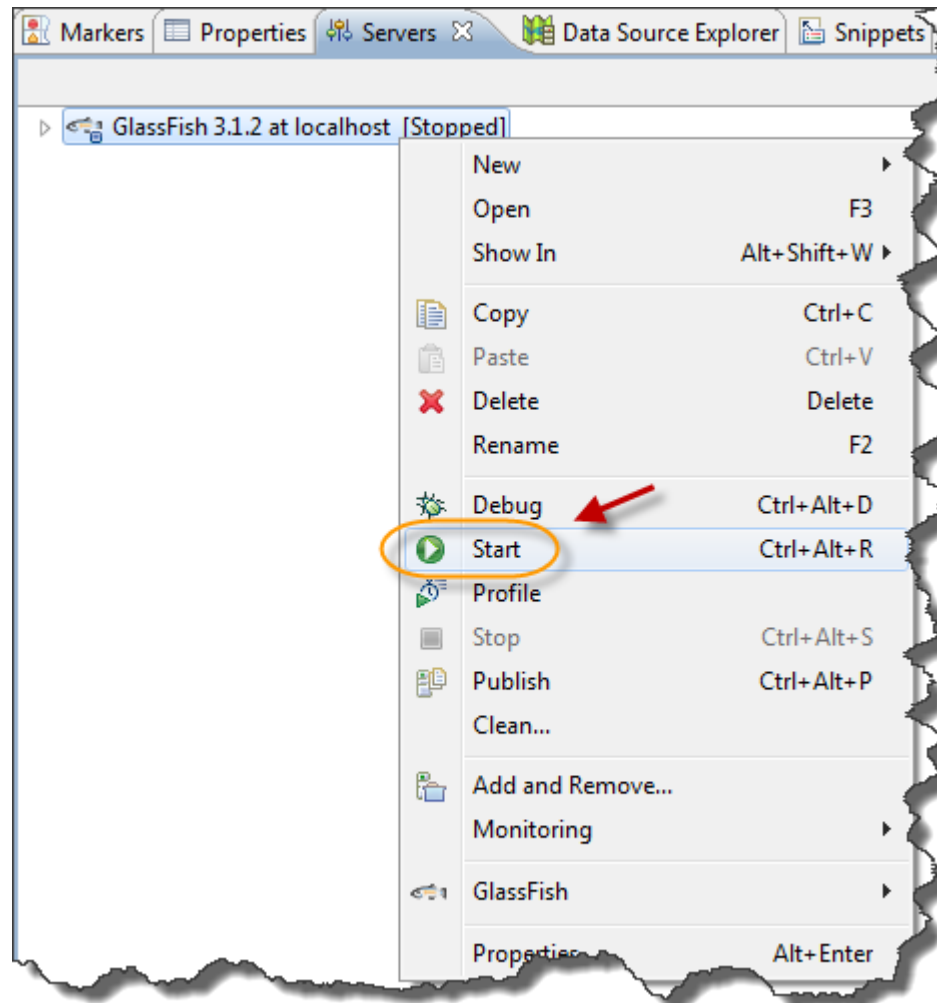 Markers Properties Servers Data Source Explorer Snippets
GlassFish 3.1.2 at localhost [Stopped]
New
Open F3
Show In Alt+Shift+W
Copy Ctrl+C
Paste Ctrl+V
Delete Delete
Rename F2
Debug Ctrl+Alt+D
Start Ctrl+Alt+R
Profile
Stop Ctrl+Alt+S
Publish Ctrl+Alt+P
Clean...
Add and Remove...
Monitoring
GlassFish
Properties Alt+Enter